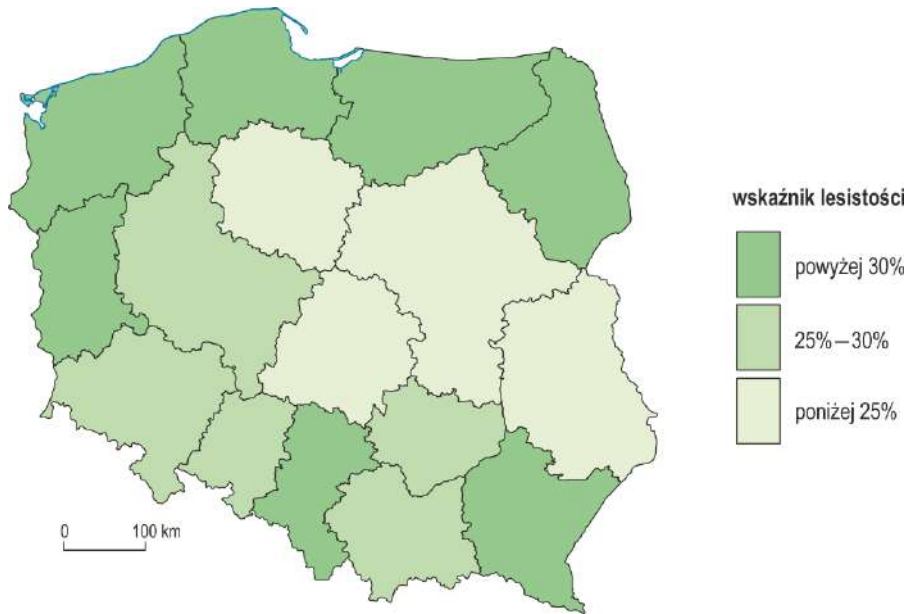 wskaźnik lesistości
powyżej 30%
25%–30%
poniżej 25%
0 100 km